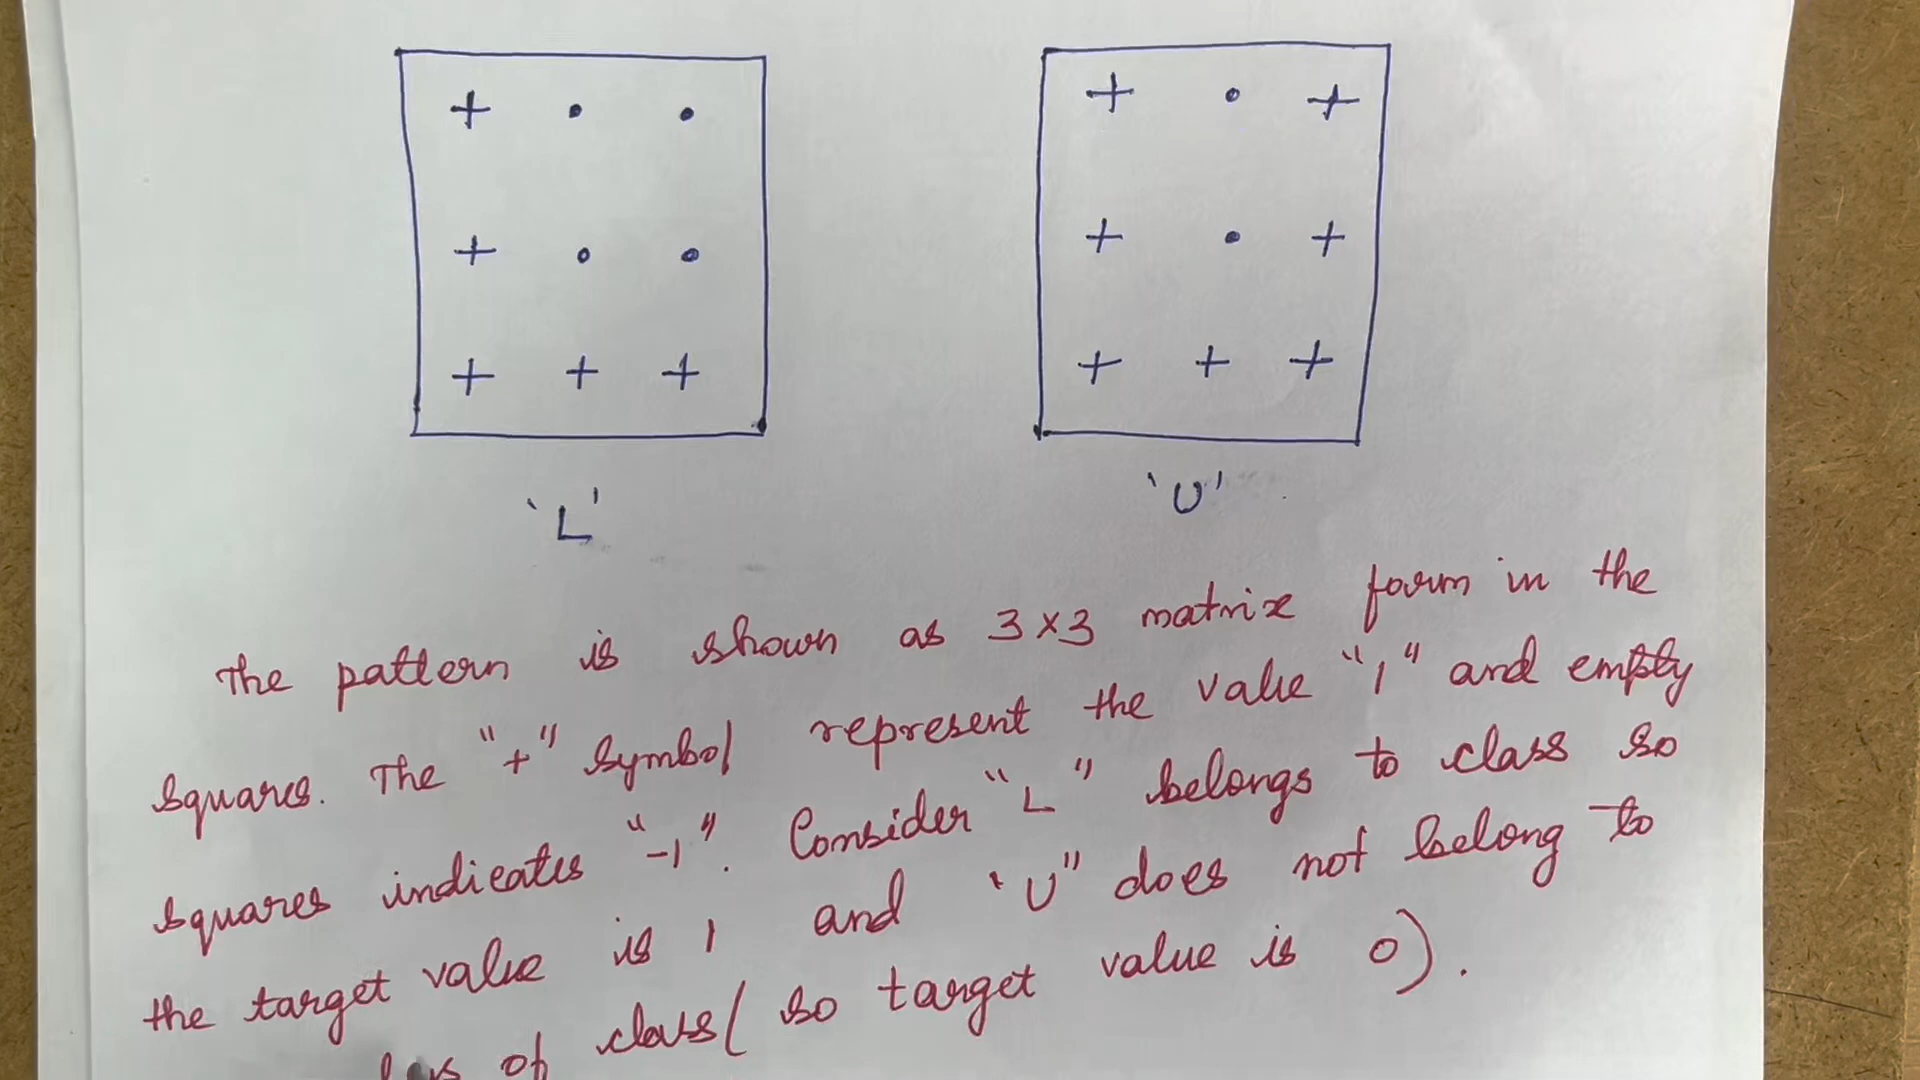 + • •
+ • •
+ + +
'L'
+ • +
+ • +
+ + +
'U'
The pattern is shown as 3×3 matrix form in the
squares. The "+" symbol represent the value "1" and empty
squares indicates "-1". Consider "L" belongs to class so
the target value is 1 and 'U" does not belong to
of class (so target value is 0).